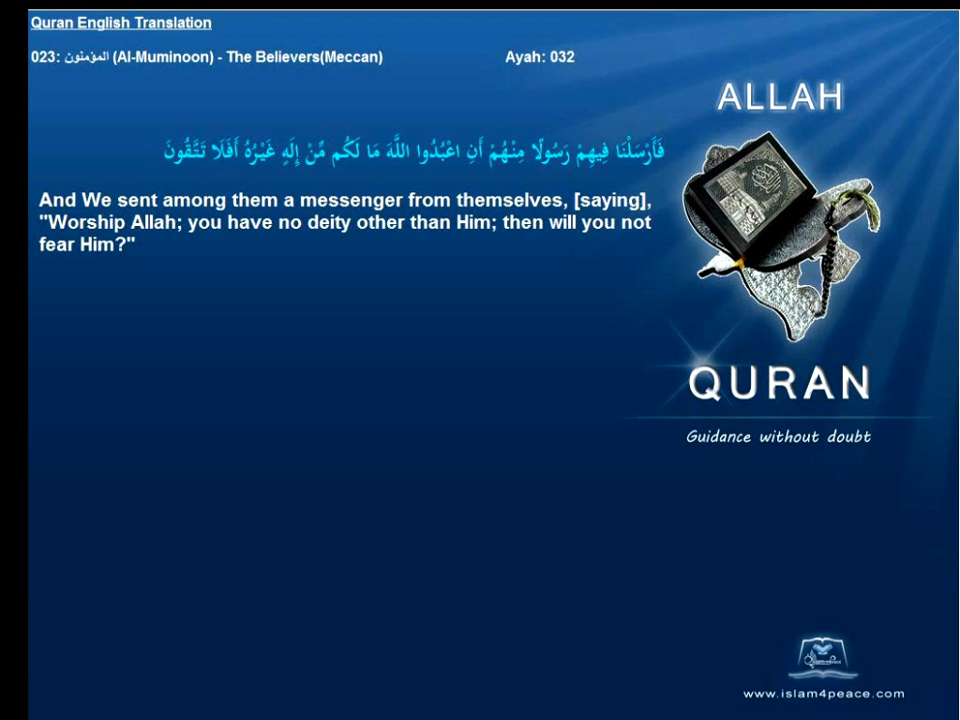 Quran English Translation
023: المؤمنون (Al-Muminoon) - The Believers(Meccan) Ayah: 032
ALLAH
فَأَرْسَلْنَا فِيهِمْ رَسُولًا مِنْهُمْ أَنِ اعْبُدُوا اللَّهَ مَا لَكُم مِّنْ إِلَهٍ غَيْرُهُ أَفَلَا تَتَّقُونَ
And We sent among them a messenger from themselves, [saying],
"Worship Allah; you have no deity other than Him; then will you not
fear Him?"
QURAN
Guidance without doubt
www.islam4peace.com